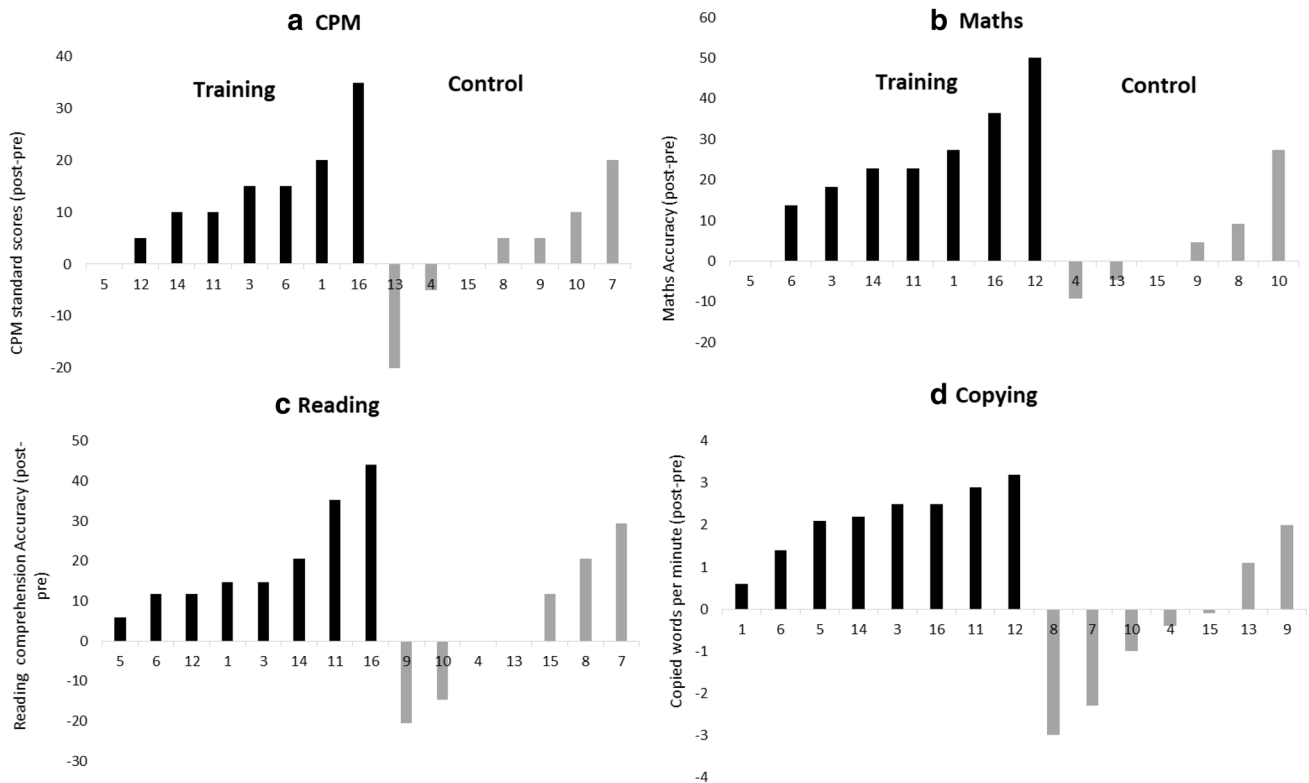 a CPM
40
30
20
10
0
-10
-20
CPM standard scores (post-pre)
Training
Control
5 12 14 11 3 6 1 16 13 4 15 8 9 10 7
b Maths
60
50
40
30
20
10
0
-10
-20
Maths Accuracy (post-pre)
Training
Control
5 6 3 14 11 1 16 12 4 13 15 9 8 10
c Reading
50
40
30
20
10
0
-10
-20
-30
Reading comprehension Accuracy (post-
pre)
5 6 12 1 3 14 11 16 9 10 4 13 15 8 7
d Copying
4
3
2
1
0
-1
-2
-3
-4
Copied words per minute (post-pre)
1 6 5 14 3 16 11 12 8 7 10 4 15 13 9